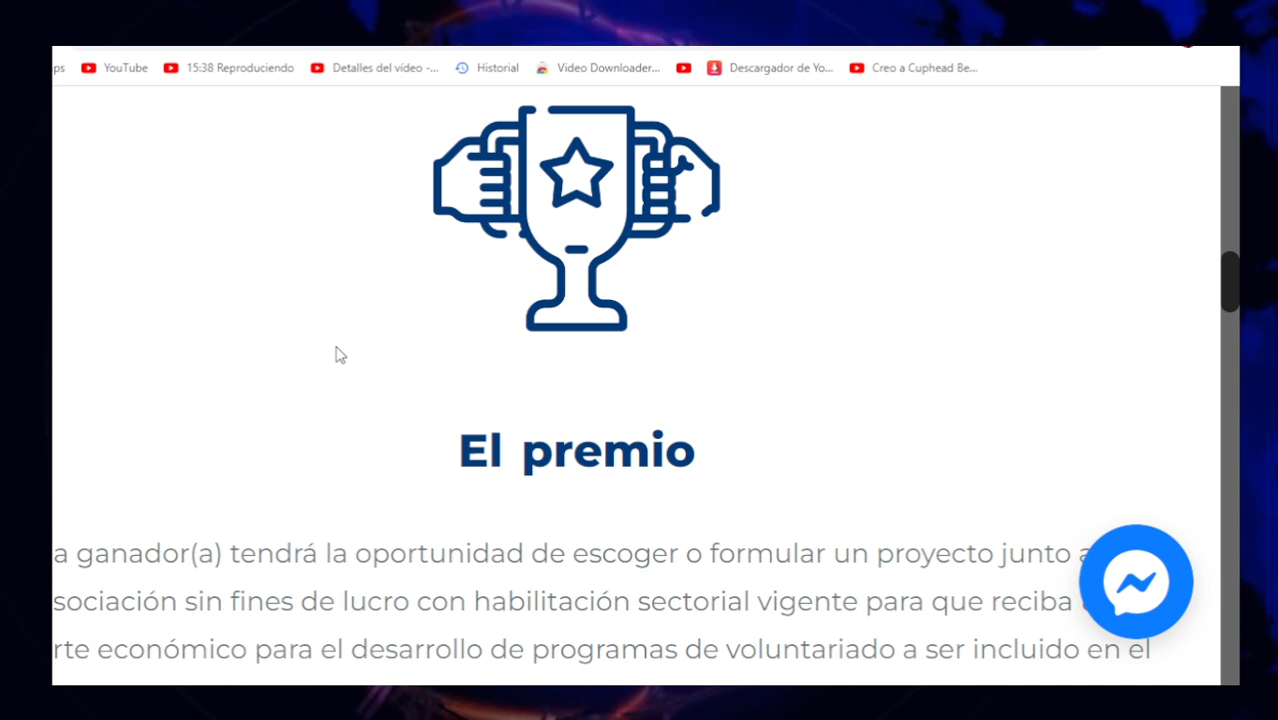 ps YouTube 15:38 Reproduciendo Detalles del vídeo -... Historial Video Downloader... Descargador de Yo... Creo a Cuphead Be...
El premio
a ganador(a) tendrá la oportunidad de escoger o formular un proyecto junto a
sociación sin fines de lucro con habilitación sectorial vigente para que reciba
rte económico para el desarrollo de programas de voluntariado a ser incluido en el